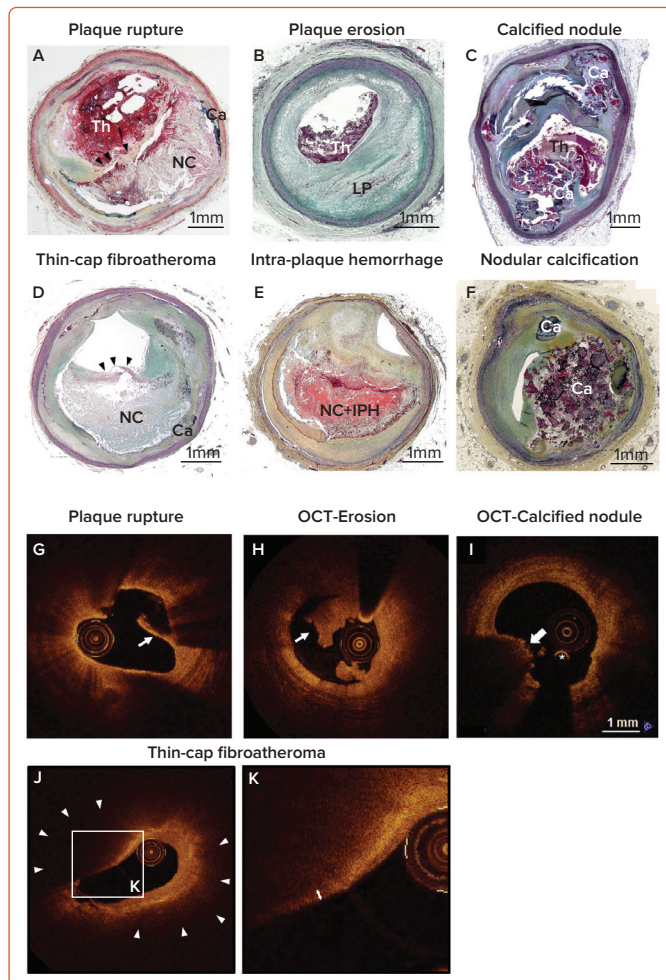 Plaque rupture Plaque erosion Calcified nodule
A B C
Ca
Th Ca Th Th
NC LP Ca
1mm 1mm 1mm
Thin-cap fibroatheroma Intra-plaque hemorrhage Nodular calcification
D E F
Ca
NC NC+IPH Ca
Ca
1mm 1mm 1mm
Plaque rupture OCT-Erosion OCT-Calcified nodule
G H I
*
1 mm
Thin-cap fibroatheroma
J K
K